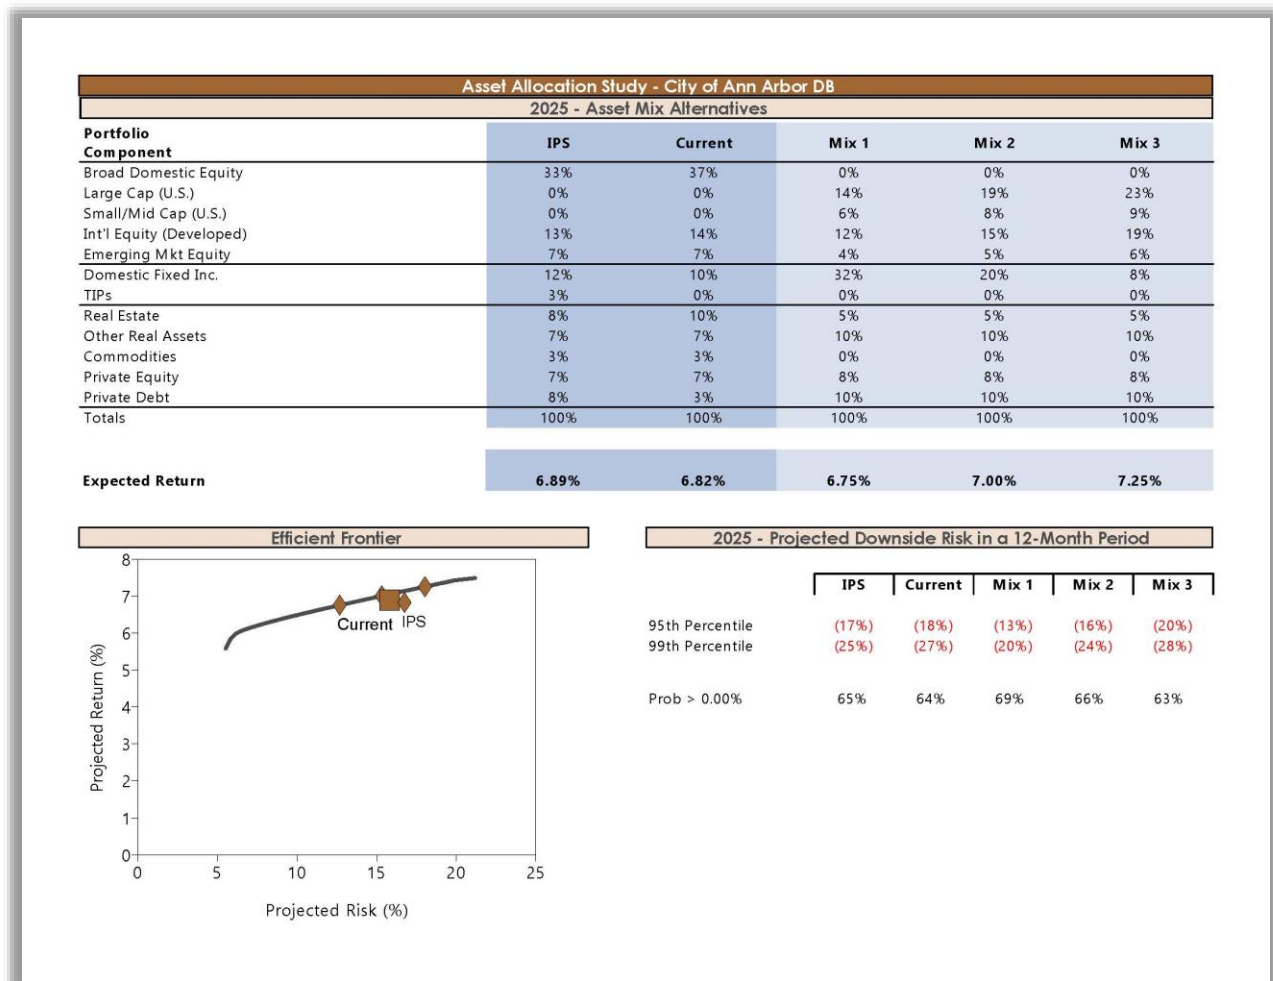 Asset Allocation Study - City of Ann Arbor DB
2025 - Asset Mix Alternatives
Portfolio Component IPS Current Mix 1 Mix 2 Mix 3
Broad Domestic Equity 33% 37% 0% 0% 0%
Large Cap (U.S.) 0% 0% 14% 19% 23%
Small/Mid Cap (U.S.) 0% 0% 6% 8% 9%
Int'l Equity (Developed) 13% 14% 12% 15% 19%
Emerging Mkt Equity 7% 7% 4% 5% 6%
Domestic Fixed Inc. 12% 10% 32% 20% 8%
TIPs 3% 0% 0% 0% 0%
Real Estate 8% 10% 5% 5% 5%
Other Real Assets 7% 7% 10% 10% 10%
Commodities 3% 3% 0% 0% 0%
Private Equity 7% 7% 8% 8% 8%
Private Debt 8% 3% 10% 10% 10%
Totals 100% 100% 100% 100% 100%
Expected Return 6.89% 6.82% 6.75% 7.00% 7.25%
Efficient Frontier
8
7
6
5
4
3
2
1
0
Projected Return (%)
Current IPS
0 5 10 15 20 25
Projected Risk (%)
2025 - Projected Downside Risk in a 12-Month Period
IPS Current Mix 1 Mix 2 Mix 3
95th Percentile (17%) (18%) (13%) (16%) (20%)
99th Percentile (25%) (27%) (20%) (24%) (28%)
Prob > 0.00% 65% 64% 69% 66% 63%